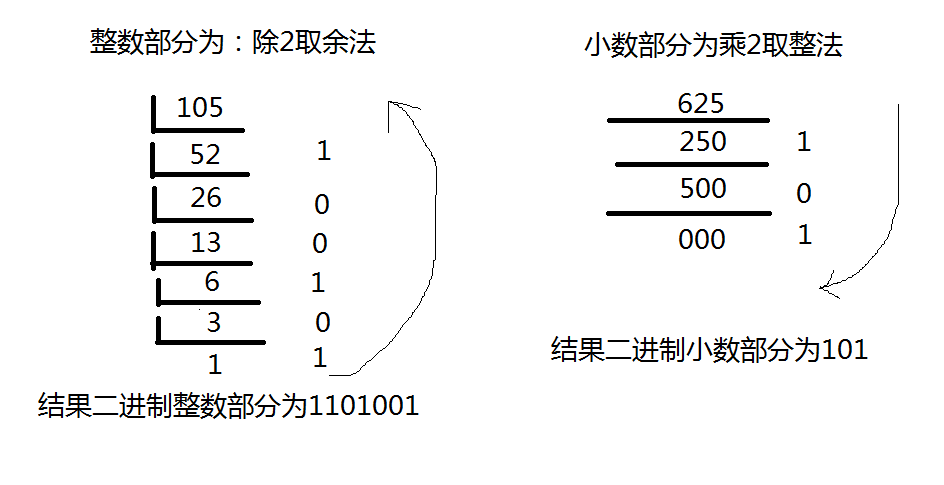 整数部分为：除2取余法
105
52 1
26 0
13 0
6 1
3 0
1 1
结果二进制整数部分为1101001
小数部分为乘2取整法
625
250 1
500 0
000 1
结果二进制小数部分为101